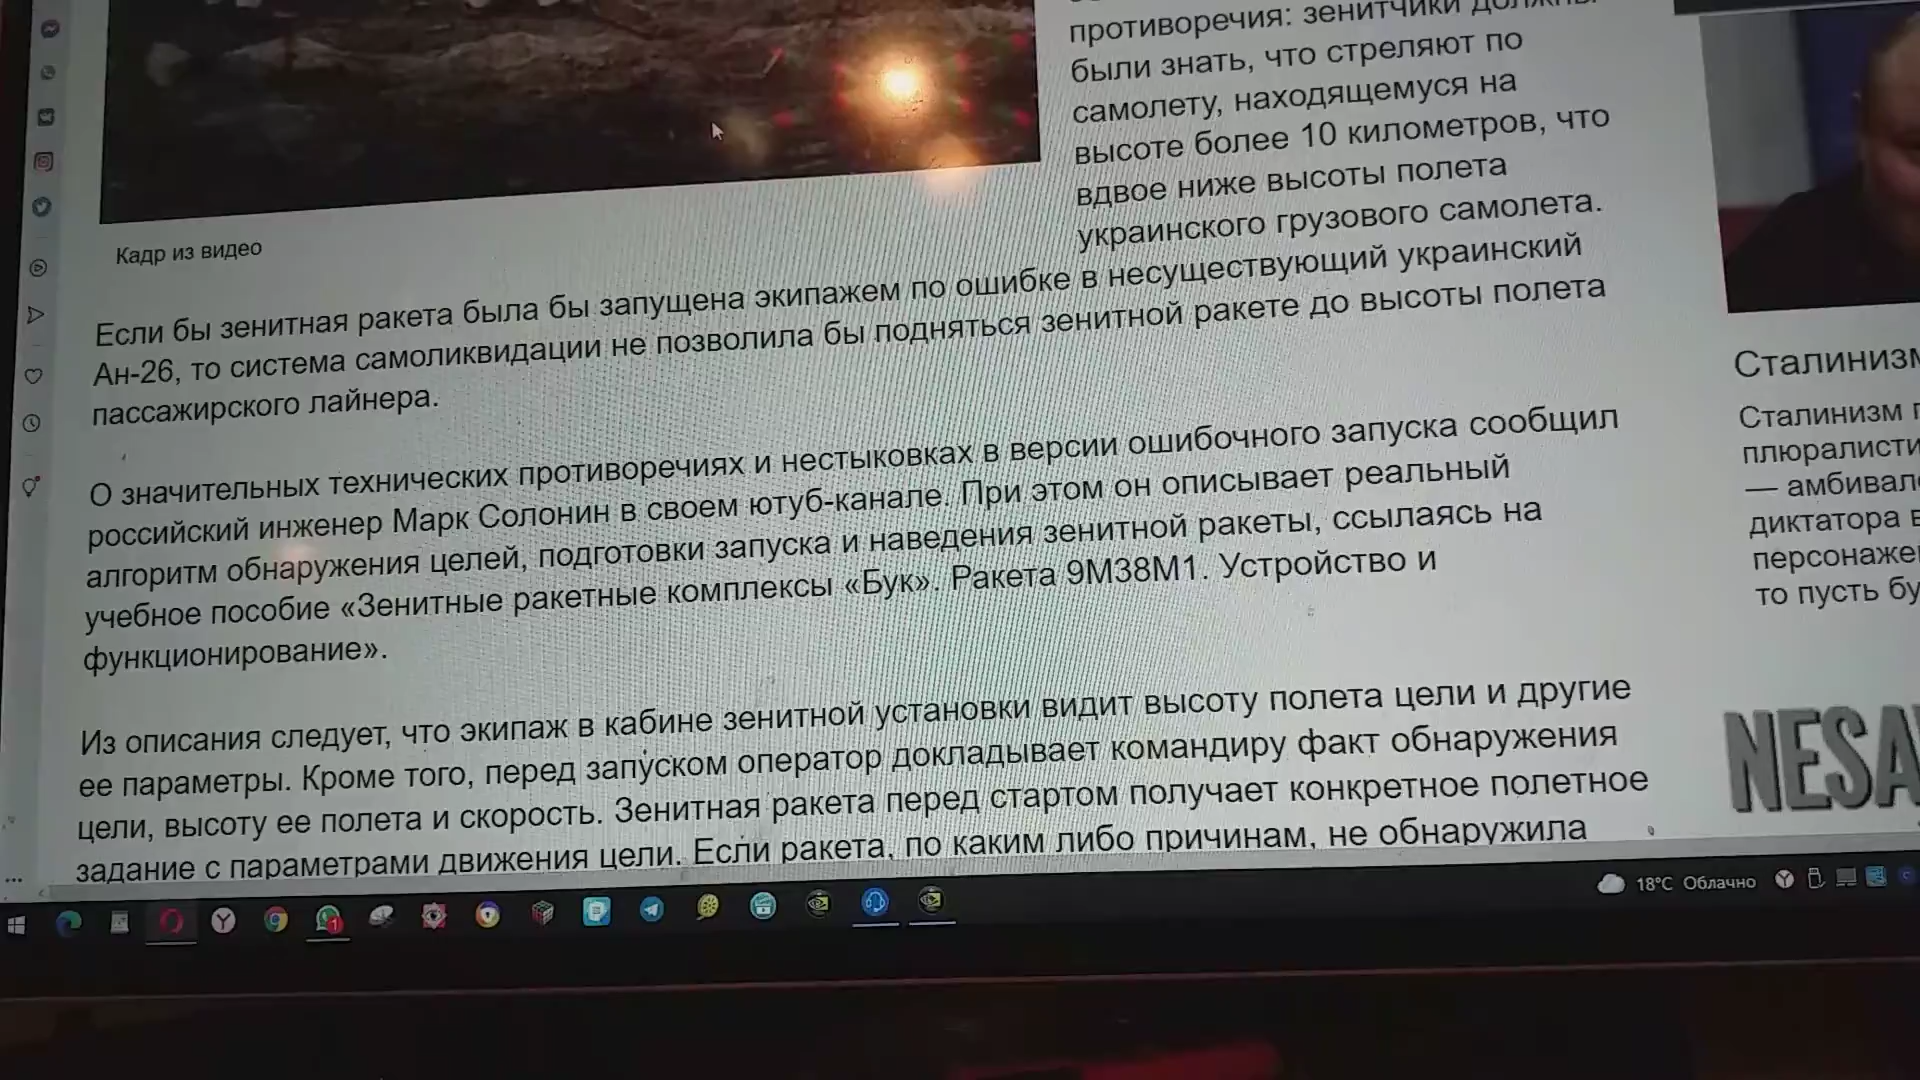 противоречия: зенитчики должны
были знать, что стреляют по
самолету, находящемуся на
высоте более 10 километров, что
вдвое ниже высоты полета
украинского грузового самолета.
Кадр из видео
Если бы зенитная ракета была бы запущена экипажем по ошибке в несуществующий украинский
Ан-26, то система самоликвидации не позволила бы подняться зенитной ракете до высоты полета
пассажирского лайнера.
О значительных технических противоречиях и нестыковках в версии ошибочного запуска сообщил
российский инженер Марк Солонин в своем ютуб-канале. При этом он описывает реальный
алгоритм обнаружения целей, подготовки запуска и наведения зенитной ракеты, ссылаясь на
учебное пособие «Зенитные ракетные комплексы «Бук». Ракета 9М38М1. Устройство и
функционирование».
Из описания следует, что экипаж в кабине зенитной установки видит высоту полета цели и другие
ее параметры. Кроме того, перед запуском оператор докладывает командиру факт обнаружения
цели, высоту ее полета и скорость. Зенитная ракета перед стартом получает конкретное полетное
задание с параметрами движения цели. Если ракета, по каким либо причинам, не обнаружила
Сталинизм
Сталинизм
плюралисти
— амбивал
диктатора в
персонаже
то пусть бу
NESA
18°C Облачно
1